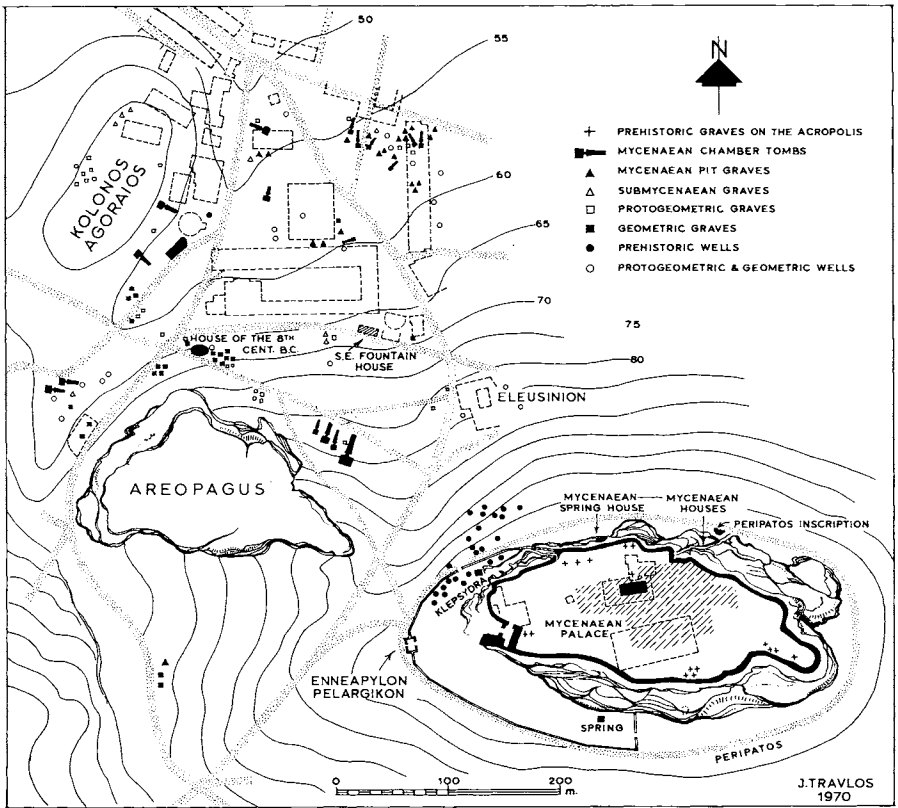 50
55
60
65
70
75
80
N
PREHISTORIC GRAVES ON THE ACROPOLIS
MYCENAEAN CHAMBER TOMBS
MYCENAEAN PIT GRAVES
SUBMYCENAEAN GRAVES
PROTOGEOMETRIC GRAVES
GEOMETRIC GRAVES
PREHISTORIC WELLS
PROTOGEOMETRIC & GEOMETRIC WELLS
KOLONOS
AGORAIOS
HOUSE OF THE 8TH
CENT. B.C.
S.E. FOUNTAIN
HOUSE
ELEUSINION
AREOPAGUS
MYCENAEAN
SPRING HOUSE
MYCENAEAN
HOUSES
PERIPATOS INSCRIPTION
KLEPSYDRA
MYCENAEAN
PALACE
ENNEAPYLON
PELARGIKON
SPRING
PERIPATOS
0 100 200
m.
J.TRAVLOS
1970